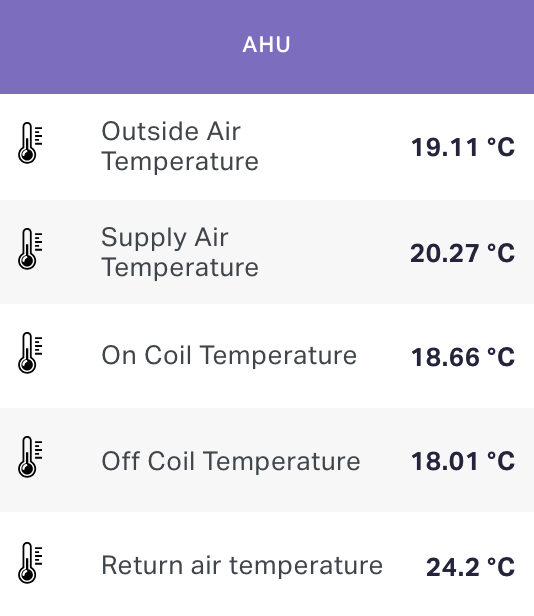 AHU
Outside Air
Temperature
19.11 °C
Supply Air
Temperature
20.27 °C
On Coil Temperature 18.66 °C
Off Coil Temperature 18.01 °C
Return air temperature 24.2 °C